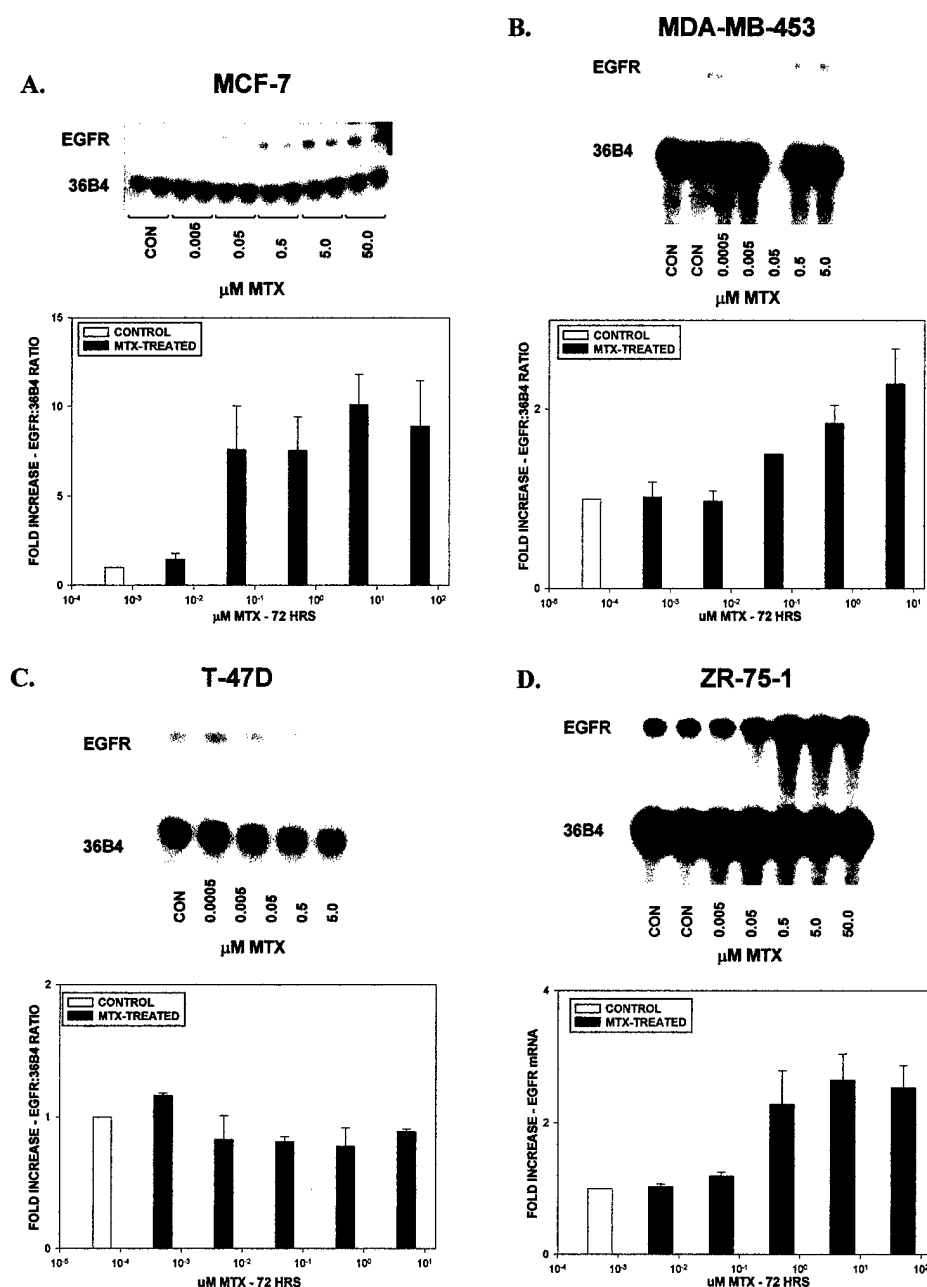 A.
MCF-7
EGFR
36B4
CON
0.005
0.05
0.5
5.0
50.0
μM MTX
FOLD INCREASE - EGFR:36B4 RATIO
15
10
5
0
CONTROL
MTX-TREATED
10-4
10-3
10-2
10-1
100
101
102
μM MTX - 72 HRS
B.
MDA-MB-453
EGFR
36B4
CON
CON
0.0005
0.005
0.05
0.5
5.0
μM MTX
FOLD INCREASE - EGFR:36B4 RATIO
2
1
0
CONTROL
MTX-TREATED
10-5
10-4
10-3
10-2
10-1
100
101
uM MTX - 72 HRS
C.
T-47D
EGFR
36B4
CON
0.0005
0.005
0.05
0.5
5.0
μM MTX
FOLD INCREASE - EGFR:36B4 RATIO
2
1
0
CONTROL
MTX-TREATED
10-5
10-4
10-3
10-2
10-1
100
101
uM MTX - 72 HRS
D.
ZR-75-1
EGFR
36B4
CON
CON
0.005
0.05
0.5
5.0
50.0
μM MTX
FOLD INCREASE - EGFR mRNA
4
2
0
CONTROL
MTX-TREATED
10-4
10-3
10-2
10-1
100
101
102
uM MTX - 72 HRS